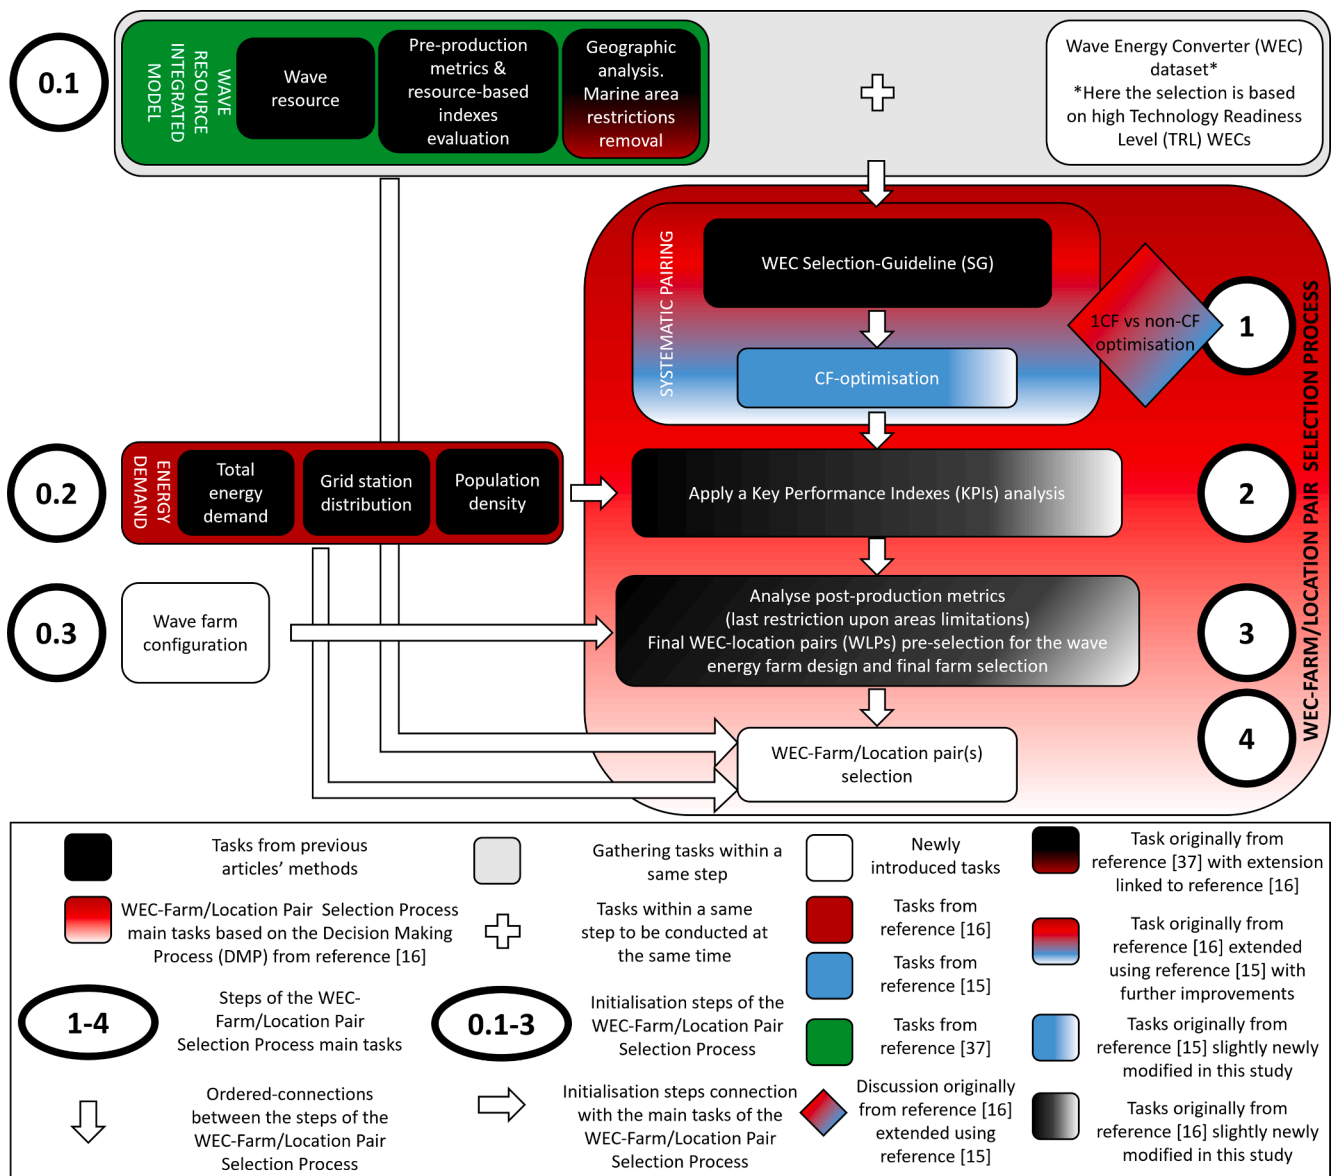 0.1
WAVE
RESOURCE
INTEGRATED
MODEL
Wave
resource
Pre-production
metrics &
resource-based
indexes
evaluation
Geographic
analysis.
Marine area
restrictions
removal
Wave Energy Converter (WEC)
dataset*
*Here the selection is based
on high Technology Readiness
Level (TRL) WECs
SYSTEMATIC PAIRING
WEC Selection-Guideline (SG)
CF-optimisation
1CF vs non-CF
optimisation
1
WEC-FARM/LOCATION PAIR SELECTION PROCESS
0.2
ENERGY
DEMAND
Total
energy
demand
Grid station
distribution
Population
density
Apply a Key Performance Indexes (KPIs) analysis
2
0.3
Wave farm
configuration
Analyse post-production metrics
(last restriction upon areas limitations)
Final WEC-location pairs (WLPs) pre-selection for the wave
energy farm design and final farm selection
3
WEC-Farm/Location pair(s)
selection
4
Tasks from previous
articles' methods
WEC-Farm/Location Pair Selection Process
main tasks based on the Decision Making
Process (DMP) from reference [16]
1-4
Steps of the WEC-
Farm/Location Pair
Selection Process main tasks
Ordered-connections
between the steps of the
WEC-Farm/Location Pair
Selection Process
Gathering tasks within a
same step
Tasks within a same
step to be conducted at
the same time
0.1-3
Initialisation steps of the
WEC-Farm/Location Pair
Selection Process
Initialisation steps connection
with the main tasks of the
WEC-Farm/Location Pair
Selection Process
Newly
introduced tasks
Tasks from
reference [16]
Tasks from
reference [15]
Tasks from
reference [37]
Discussion originally
from reference [16]
extended using
reference [15]
Task originally from
reference [37] with extension
linked to reference [16]
Task originally from
reference [16] extended
using reference [15] with
further improvements
Tasks originally from
reference [15] slightly newly
modified in this study
Tasks originally from
reference [16] slightly newly
modified in this study